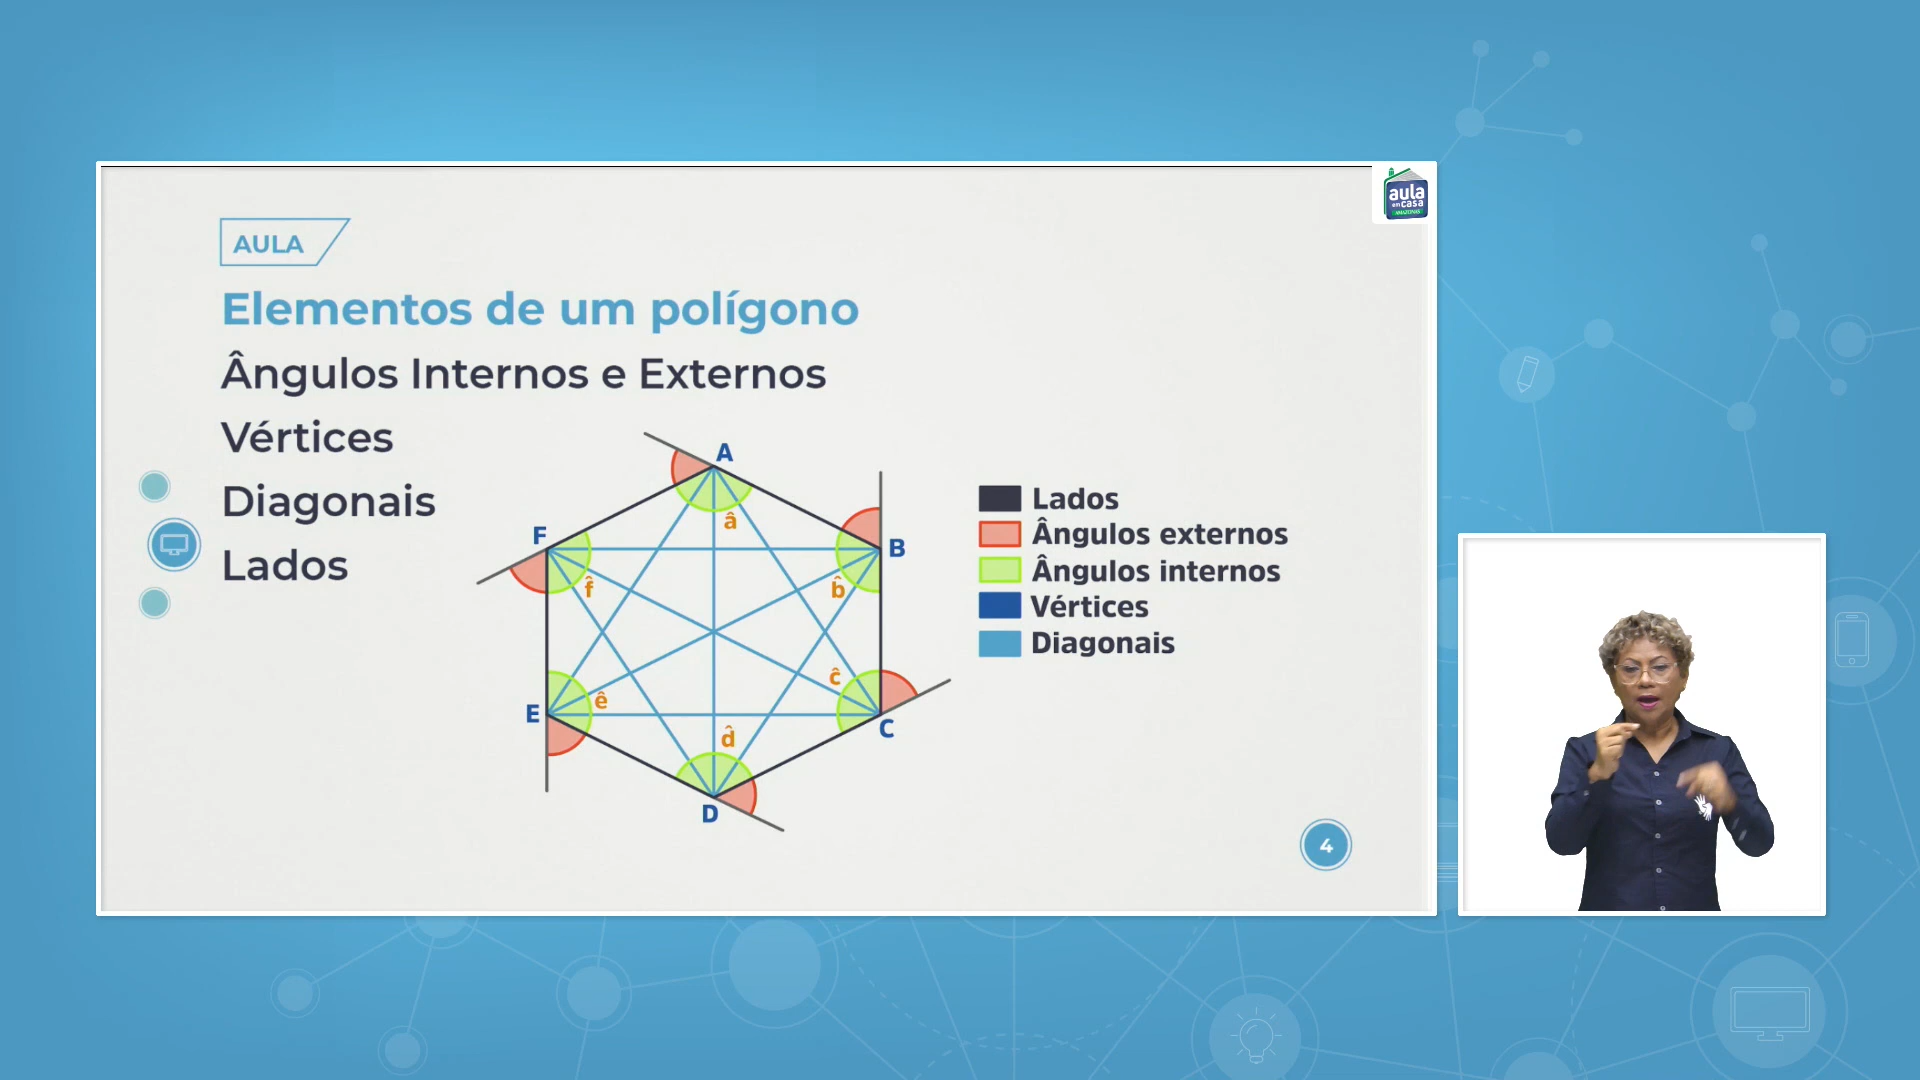 aula
em casa
AMAZONAS
AULA
Elementos de um polígono
Ângulos Internos e Externos
Vértices
Diagonais
Lados
A
B
C
D
E
F
â
b̂
ĉ
d̂
ê
f̂
Lados
Ângulos externos
Ângulos internos
Vértices
Diagonais
4